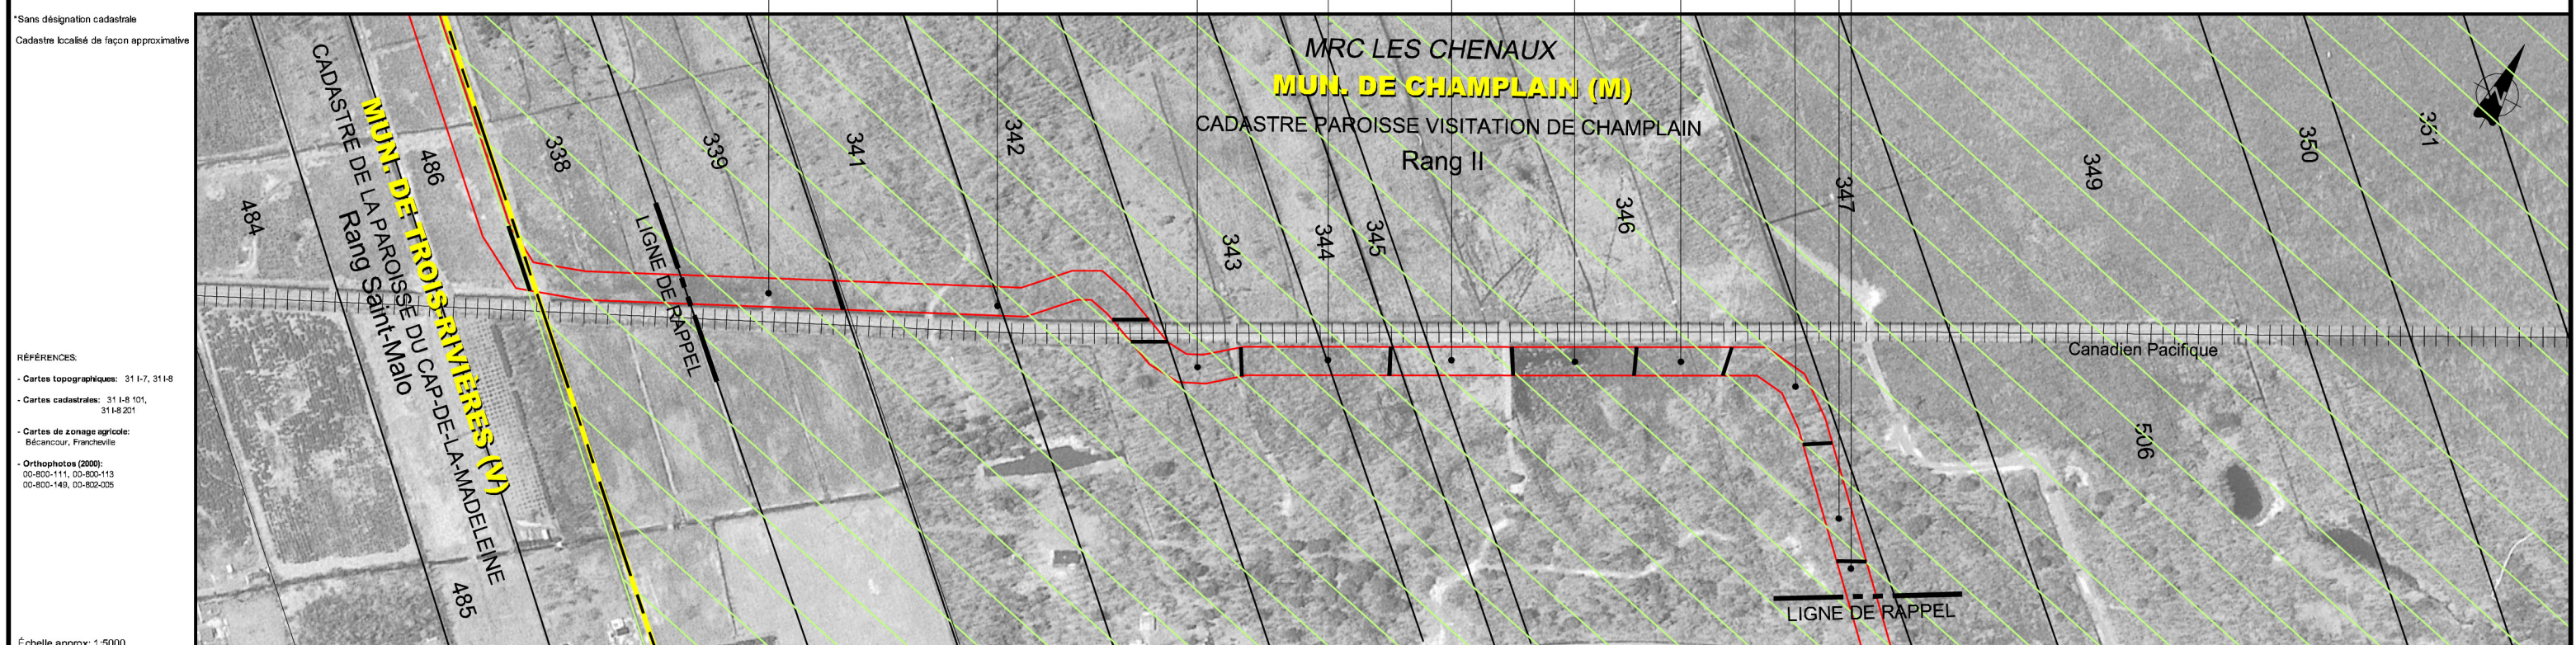 *Sans désignation cadastrale
Cadastre localisé de façon approximative
RÉFÉRENCES:
- Cartes topographiques: 31 I-7, 31 I-8
- Cartes cadastrales: 31 I-8 101,
31 I-8 201
- Cartes de zonage agricole:
Bécancour, Francheville
- Orthophotos (2000):
00-800-111, 00-800-113
00-800-149, 00-802-005
Échelle approx: 1:5000
MRC LES CHENAUX
MUN. DE CHAMPLAIN (M)
CADASTRE PAROISSE VISITATION DE CHAMPLAIN
Rang II
MUN. DE TROIS-RIVIÈRES (V)
CADASTRE DE LA PAROISSE DU CAP-DE-LA-MADELEINE
Rang Saint-Malo
484
486
338
339
341
342
343
344
345
346
347
349
350
351
N
LIGNE DE RAPPEL
Canadien Pacifique
506
485
LIGNE DE RAPPEL